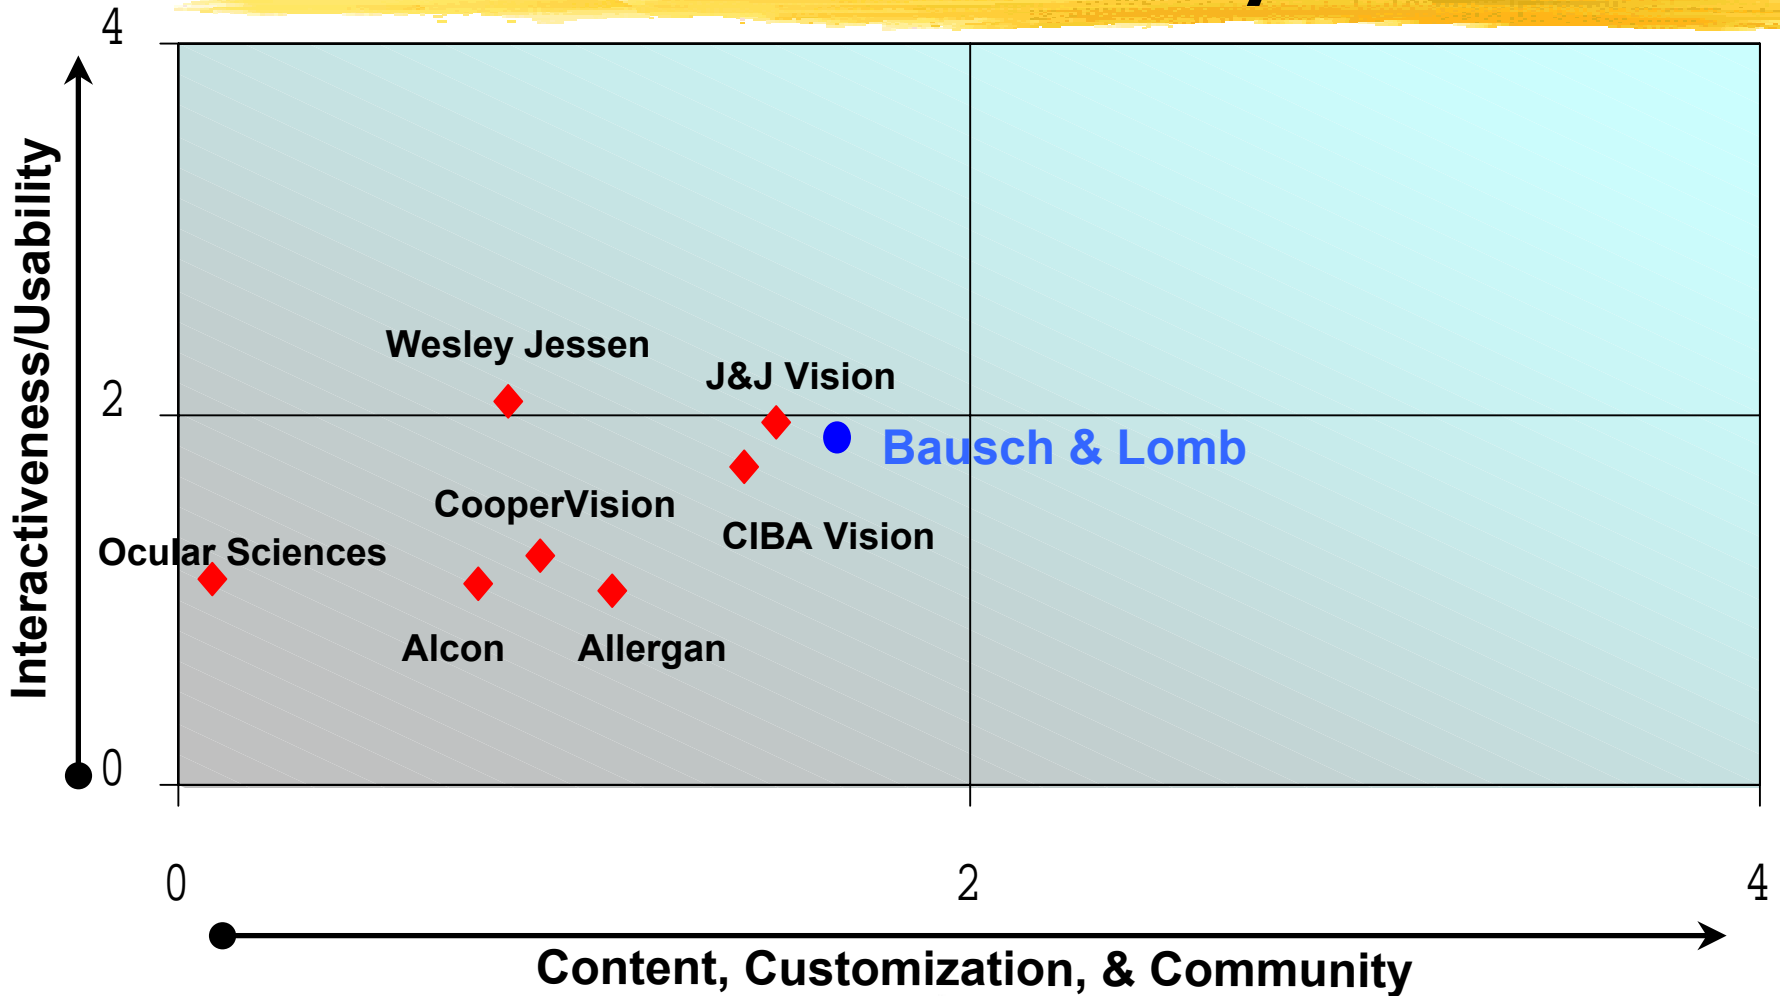 4
Interactiveness/Usability
Wesley Jessen
J&J Vision
2
Bausch & Lomb
CooperVision
CIBA Vision
Ocular Sciences
Alcon
Allergan
0
0
2
4
Content, Customization, & Community